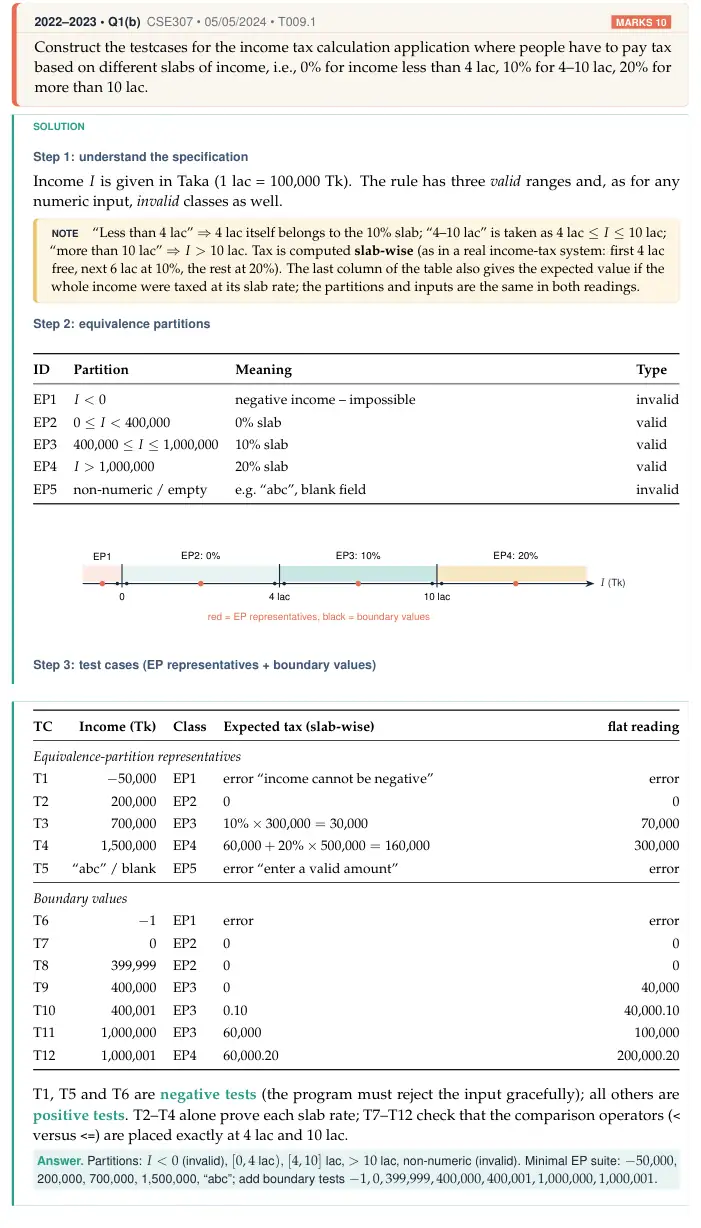 2022–2023 • Q1(b) CSE307 • 05/05/2024 • T009.1 MARKS 10
Construct the testcases for the income tax calculation application where people have to pay tax
based on different slabs of income, i.e., 0% for income less than 4 lac, 10% for 4–10 lac, 20% for
more than 10 lac.
SOLUTION
Step 1: understand the specification
Income I is given in Taka (1 lac = 100,000 Tk). The rule has three valid ranges and, as for any
numeric input, invalid classes as well.
NOTE “Less than 4 lac” ⇒ 4 lac itself belongs to the 10% slab; “4–10 lac” is taken as 4 lac ≤ I ≤ 10 lac;
“more than 10 lac” ⇒ I > 10 lac. Tax is computed slab-wise (as in a real income-tax system: first 4 lac
free, next 6 lac at 10%, the rest at 20%). The last column of the table also gives the expected value if the
whole income were taxed at its slab rate; the partitions and inputs are the same in both readings.
Step 2: equivalence partitions
ID Partition Meaning Type
EP1 I < 0 negative income – impossible invalid
EP2 0 ≤ I < 400,000 0% slab valid
EP3 400,000 ≤ I ≤ 1,000,000 10% slab valid
EP4 I > 1,000,000 20% slab valid
EP5 non-numeric / empty e.g. “abc”, blank field invalid
EP1 EP2: 0% EP3: 10% EP4: 20%
I (Tk)
0 4 lac 10 lac
red = EP representatives, black = boundary values
Step 3: test cases (EP representatives + boundary values)
TC Income (Tk) Class Expected tax (slab-wise) flat reading
Equivalence-partition representatives
T1 −50,000 EP1 error “income cannot be negative” error
T2 200,000 EP2 0 0
T3 700,000 EP3 10% × 300,000 = 30,000 70,000
T4 1,500,000 EP4 60,000 + 20% × 500,000 = 160,000 300,000
T5 “abc” / blank EP5 error “enter a valid amount” error
Boundary values
T6 −1 EP1 error error
T7 0 EP2 0 0
T8 399,999 EP2 0 0
T9 400,000 EP3 0 40,000
T10 400,001 EP3 0.10 40,000.10
T11 1,000,000 EP3 60,000 100,000
T12 1,000,001 EP4 60,000.20 200,000.20
T1, T5 and T6 are negative tests (the program must reject the input gracefully); all others are
positive tests. T2–T4 alone prove each slab rate; T7–T12 check that the comparison operators (<
versus <=) are placed exactly at 4 lac and 10 lac.
Answer. Partitions: I < 0 (invalid), [0, 4 lac), [4, 10] lac, > 10 lac, non-numeric (invalid). Minimal EP suite: −50,000,
200,000, 700,000, 1,500,000, “abc”; add boundary tests −1, 0, 399,999, 400,000, 400,001, 1,000,000, 1,000,001.